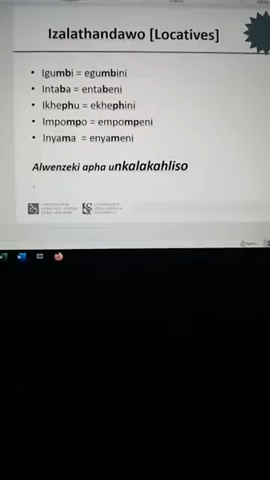 Izalathandawo [Locatives]
• Igumbi = egumbini
• Intaba = entabeni
• Ikhephu = ekhephini
• Impompo = empompeni
• Inyama = enyameni
Alwenzeki apha unkalakahliso